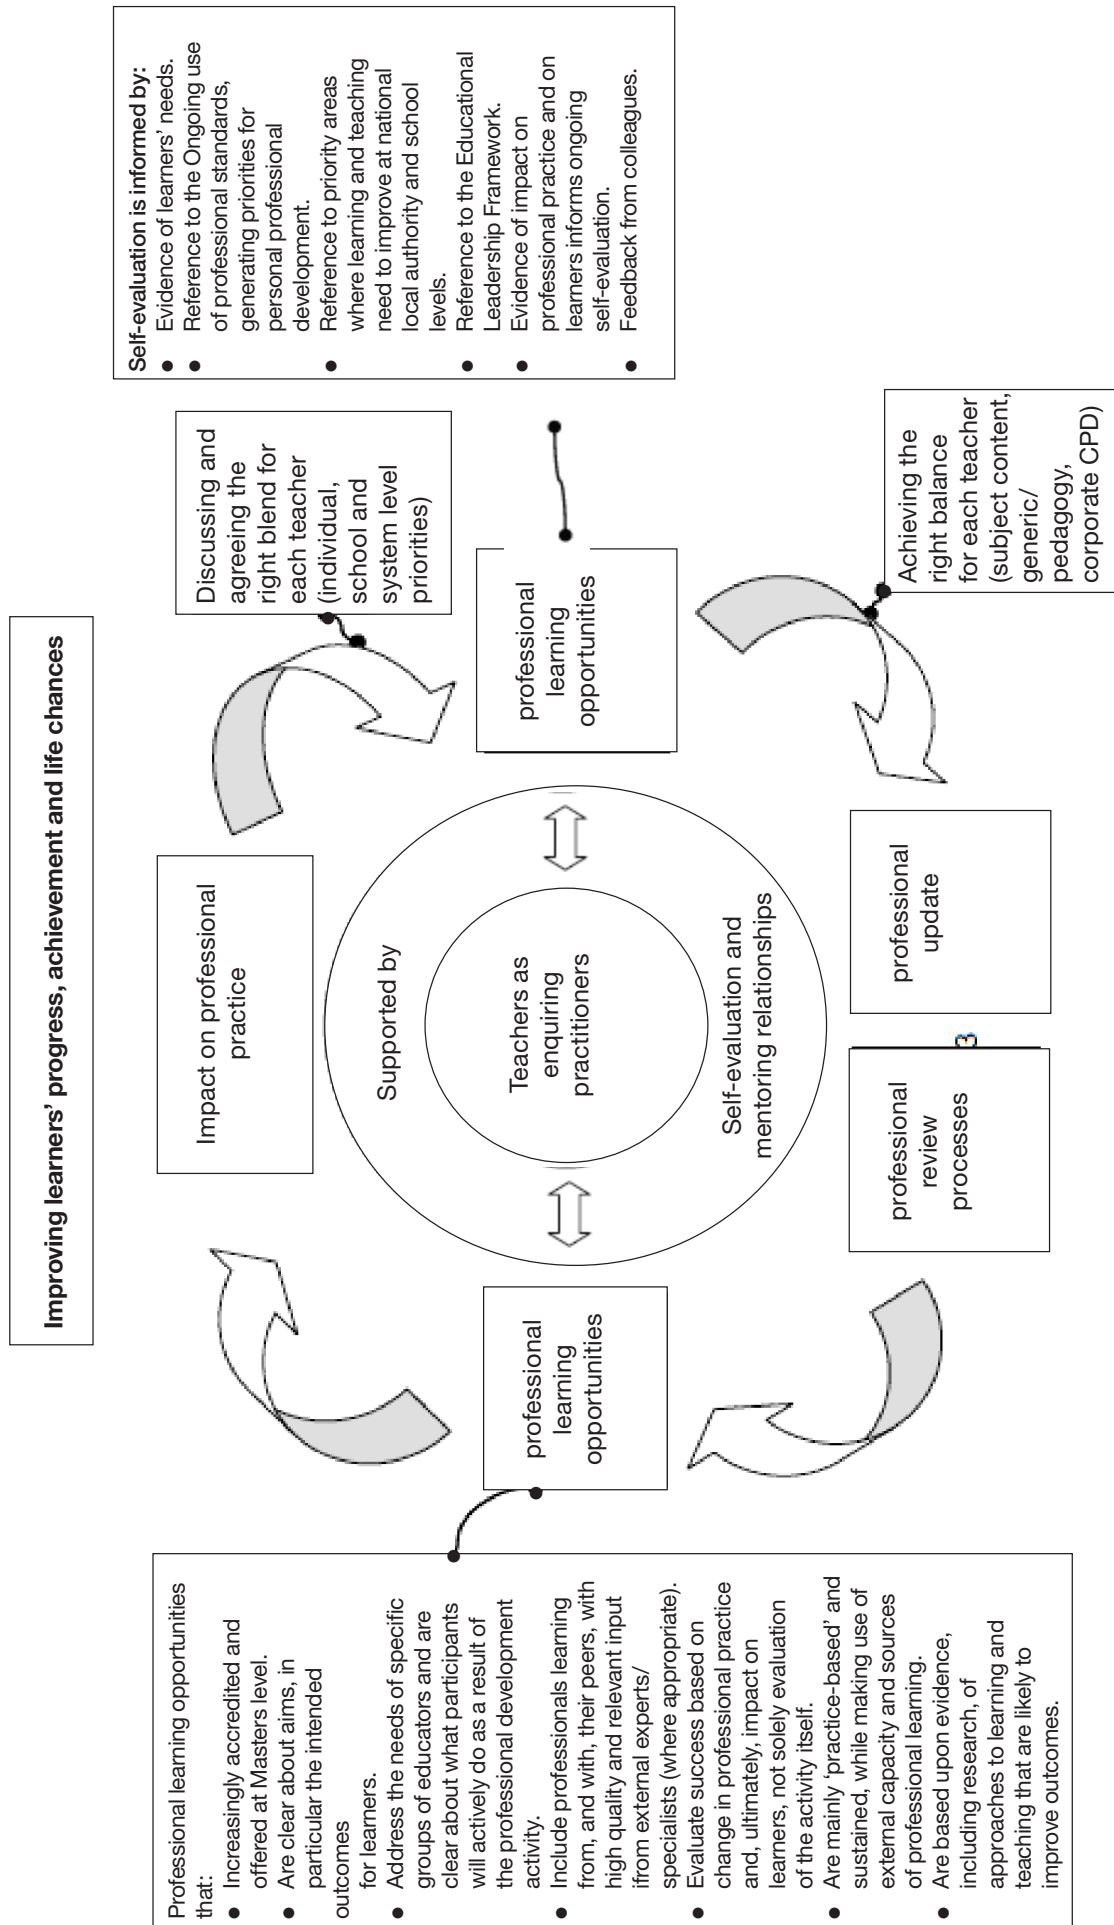 Improving learners' progress, achievement and life chances
Professional learning opportunities
that:
● Increasingly accredited and
offered at Masters level.
● Are clear about aims, in
particular the intended
outcomes
for learners.
● Address the needs of specific
groups of educators and are
clear about what participants
will actively do as a result of
the professional development
activity.
● Include professionals learning
from, and with, their peers, with
high quality and relevant input
ifrom external experts/
specialists (where appropriate).
● Evaluate success based on
change in professional practice
and, ultimately, impact on
learners, not solely evaluation
of the activity itself.
● Are mainly ‘practice-based’ and
sustained, while making use of
external capacity and sources
of professional learning.
● Are based upon evidence,
including research, of
approaches to learning and
teaching that are likely to
improve outcomes.
Impact on professional
practice
professional
learning
opportunities
Supported by
Teachers as
enquiring
practitioners
Self-evaluation and
mentoring relationships
professional
learning
opportunities
professional
review
processes
3
professional
update
Discussing and
agreeing the
right blend for
each teacher
(individual,
school and
system level
priorities)
Achieving the
right balance
for each teacher
(subject content,
generic/
pedagogy,
corporate CPD)
Self-evaluation is informed by:
● Evidence of learners’ needs.
● Reference to the Ongoing use
of professional standards,
generating priorities for
personal professional
development.
● Reference to priority areas
where learning and teaching
need to improve at national
local authority and school
levels.
● Reference to the Educational
Leadership Framework.
● Evidence of impact on
professional practice and on
learners informs ongoing
self-evaluation.
● Feedback from colleagues.